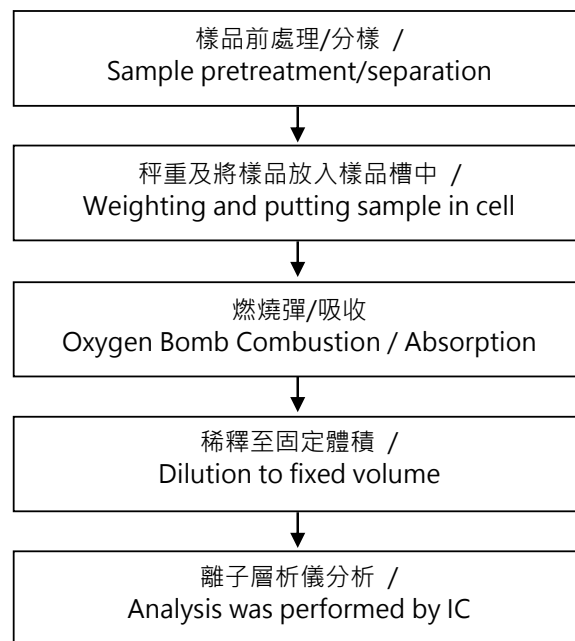 樣品前處理/分樣 /
Sample pretreatment/separation
秤重及將樣品放入樣品槽中 /
Weighting and putting sample in cell
燃燒彈/吸收
Oxygen Bomb Combustion / Absorption
稀釋至固定體積 /
Dilution to fixed volume
離子層析儀分析 /
Analysis was performed by IC